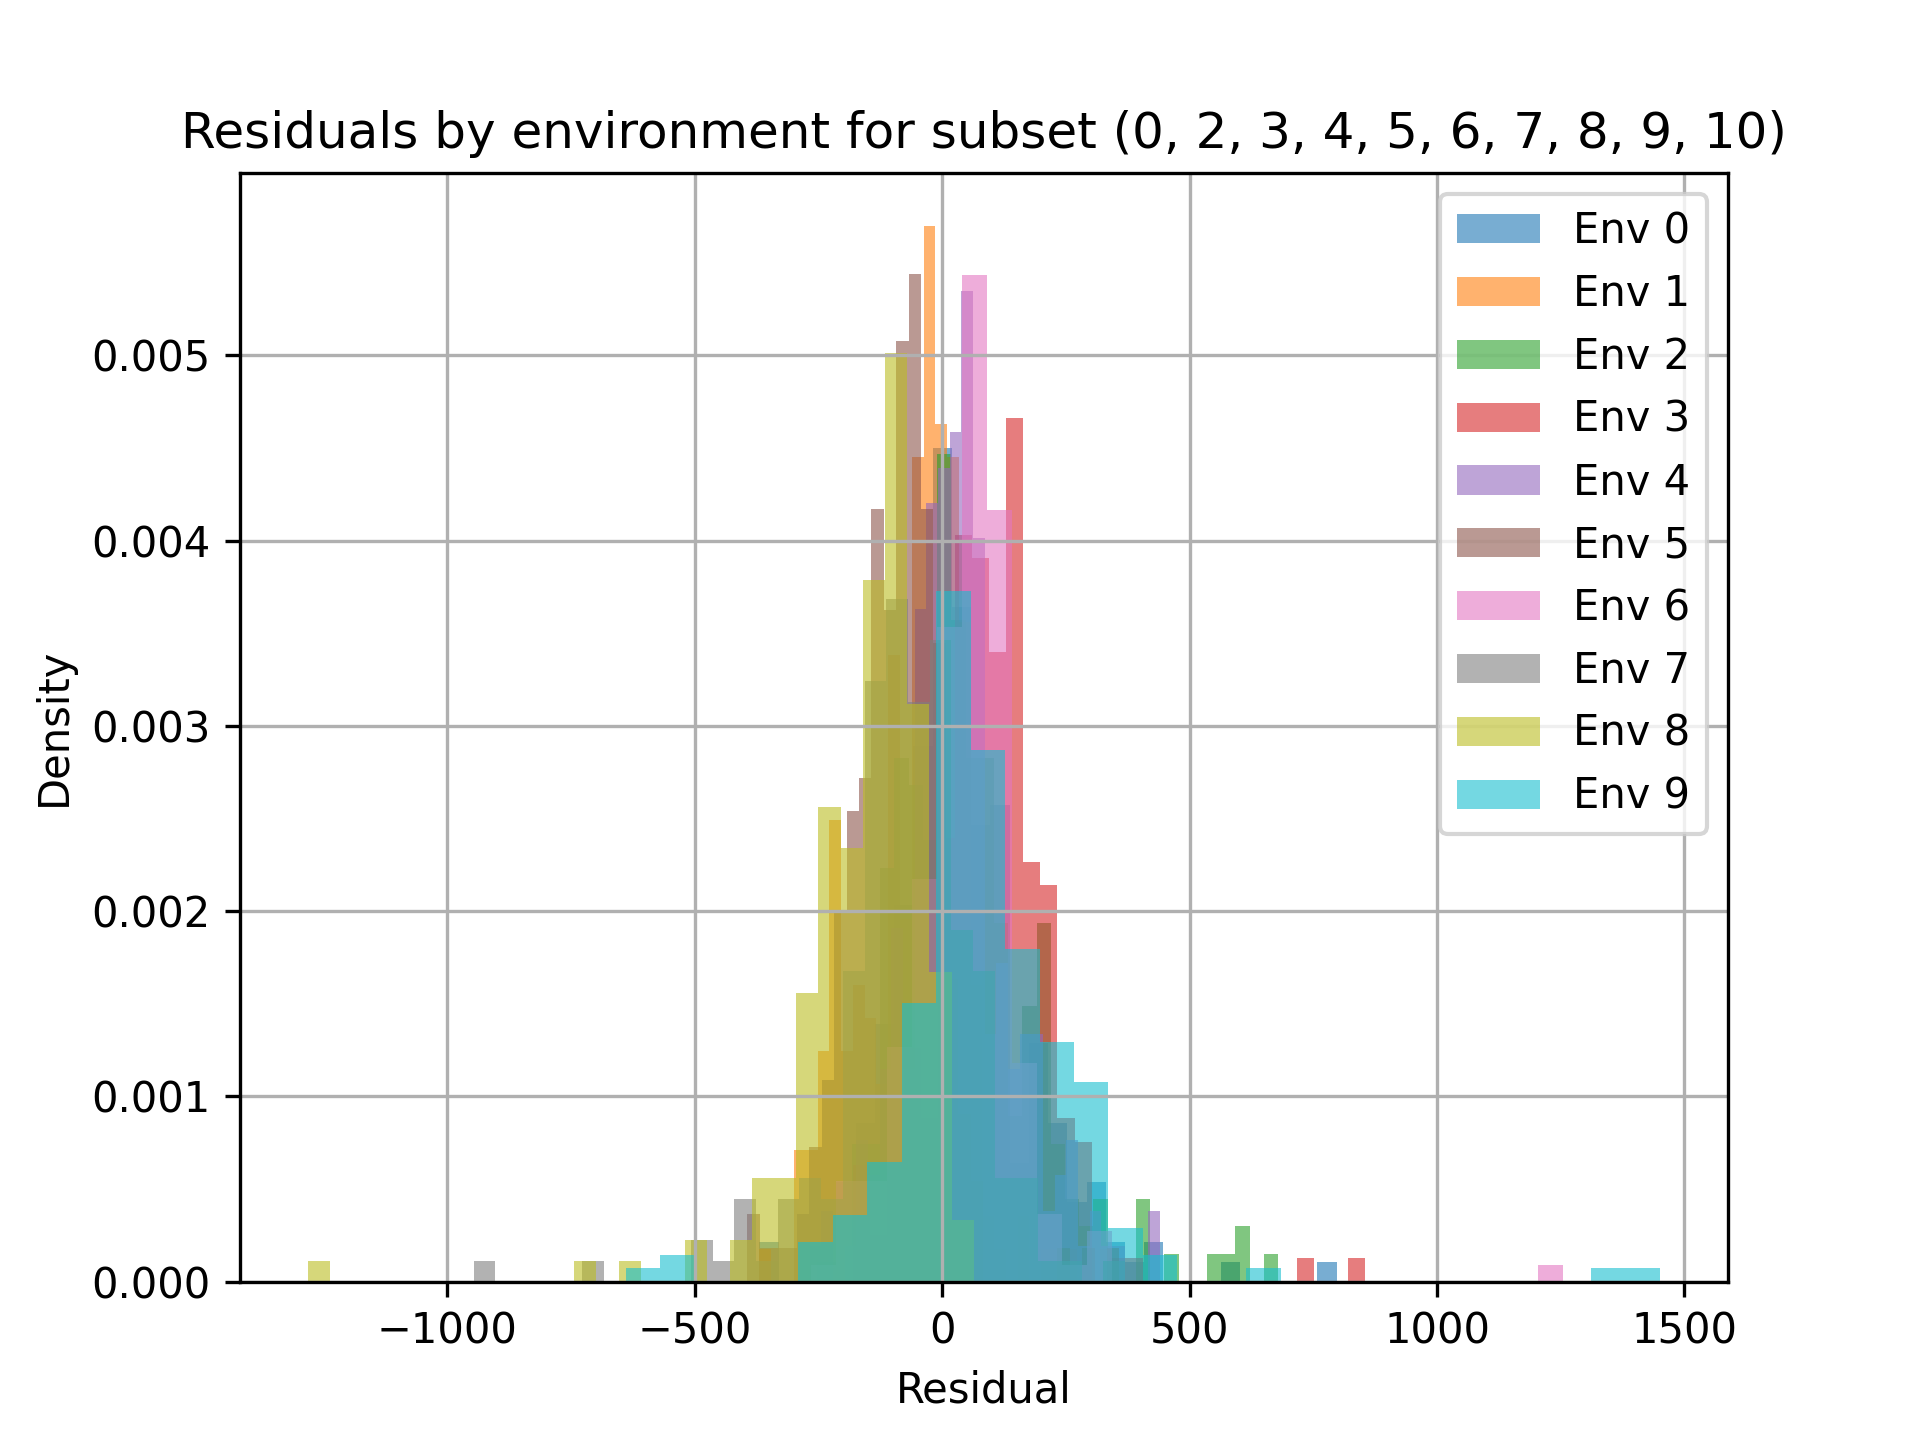 Residuals by environment for subset (0, 2, 3, 4, 5, 6, 7, 8, 9, 10)
Env 0
Env 1
Env 2
Env 3
Env 4
Env 5
Env 6
Env 7
Env 8
Env 9
Density
0.005
0.004
0.003
0.002
0.001
0.000
−1000 −500 0 500 1000 1500
Residual